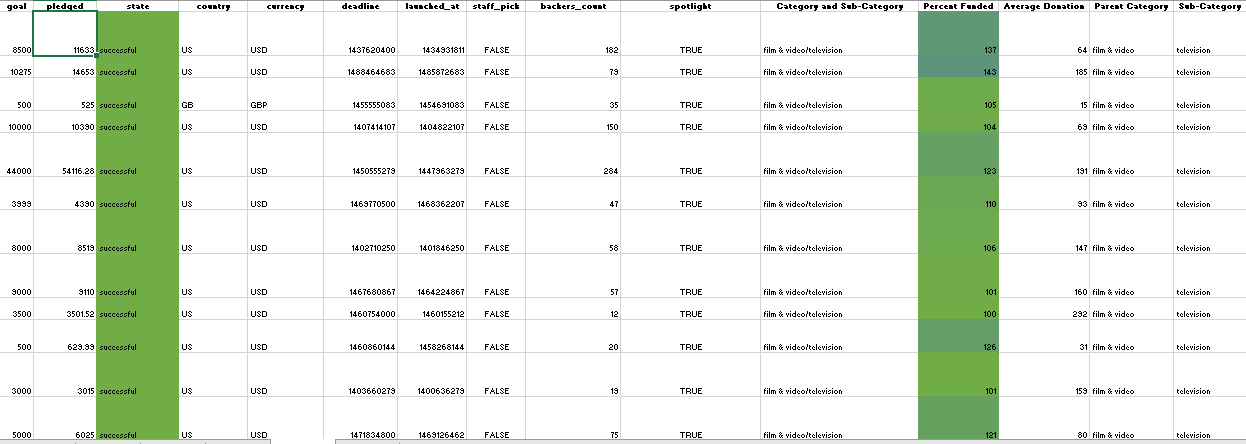 goal pledged state country currency deadline launched_at staff_pick backers_count spotlight Category and Sub-Category Percent Funded Average Donation Parent Category Sub-Category
8500 11633 successful US USD 1437620400 1434931811 FALSE 182 TRUE film & video/television 137 64 film & video television
10275 14653 successful US USD 1488464683 1485872683 FALSE 79 TRUE film & video/television 143 185 film & video television
500 525 successful GB GBP 1455555083 1454691083 FALSE 35 TRUE film & video/television 105 15 film & video television
10000 10390 successful US USD 1407414107 1404822107 FALSE 150 TRUE film & video/television 104 69 film & video television
44000 54116.28 successful US USD 1450555279 1447963279 FALSE 284 TRUE film & video/television 123 191 film & video television
3999 4390 successful US USD 1469770500 1468362207 FALSE 47 TRUE film & video/television 110 93 film & video television
8000 8519 successful US USD 1402710250 1401846250 FALSE 58 TRUE film & video/television 106 147 film & video television
9000 9110 successful US USD 1467680867 1464224867 FALSE 57 TRUE film & video/television 101 160 film & video television
3500 3501.52 successful US USD 1460754000 1460155212 FALSE 12 TRUE film & video/television 100 292 film & video television
500 629.99 successful US USD 1460860144 1458268144 FALSE 20 TRUE film & video/television 126 31 film & video television
3000 3015 successful US USD 1403660279 1400636279 FALSE 19 TRUE film & video/television 101 159 film & video television
5000 6025 successful US USD 1471834800 1469126462 FALSE 75 TRUE film & video/television 121 80 film & video television